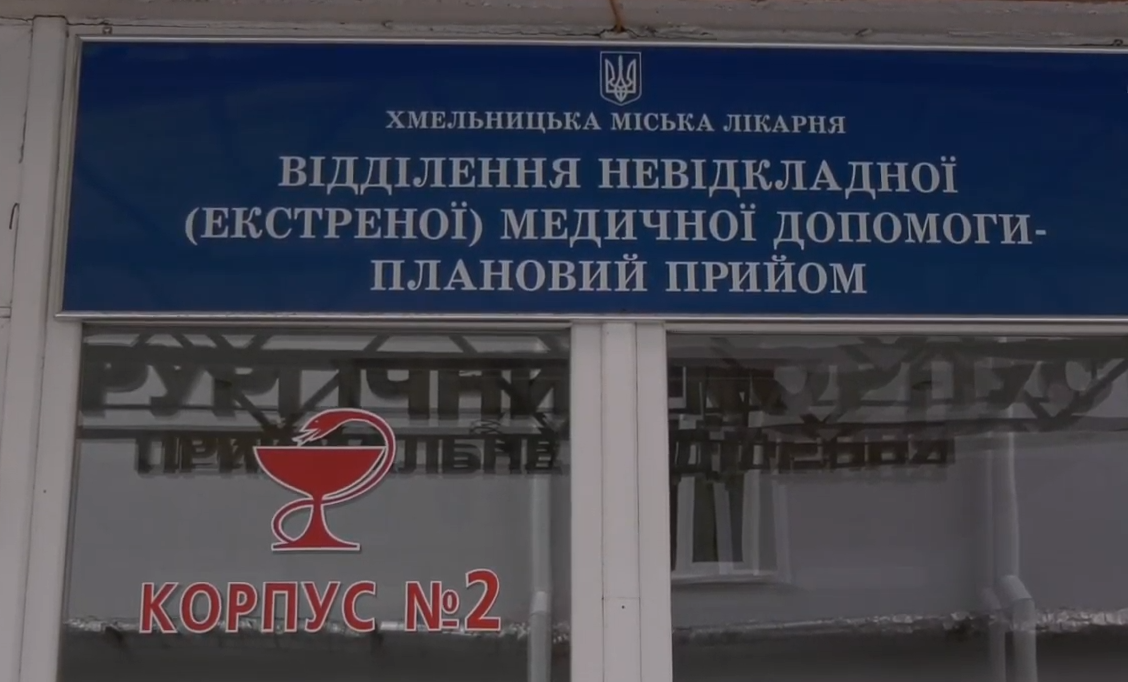 ХМЕЛЬНИЦЬКА МІСЬКА ЛІКАРНЯ
ВІДДІЛЕННЯ НЕВІДКЛАДНОЇ
(ЕКСТРЕНОЇ) МЕДИЧНОЇ ДОПОМОГИ-
ПЛАНОВИЙ ПРИЙОМ
КОРПУС №2